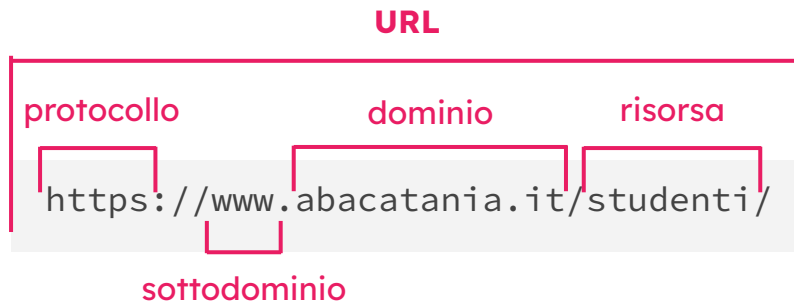 URL
protocollo dominio risorsa
https://www.abacatania.it/studenti/
sottodominio